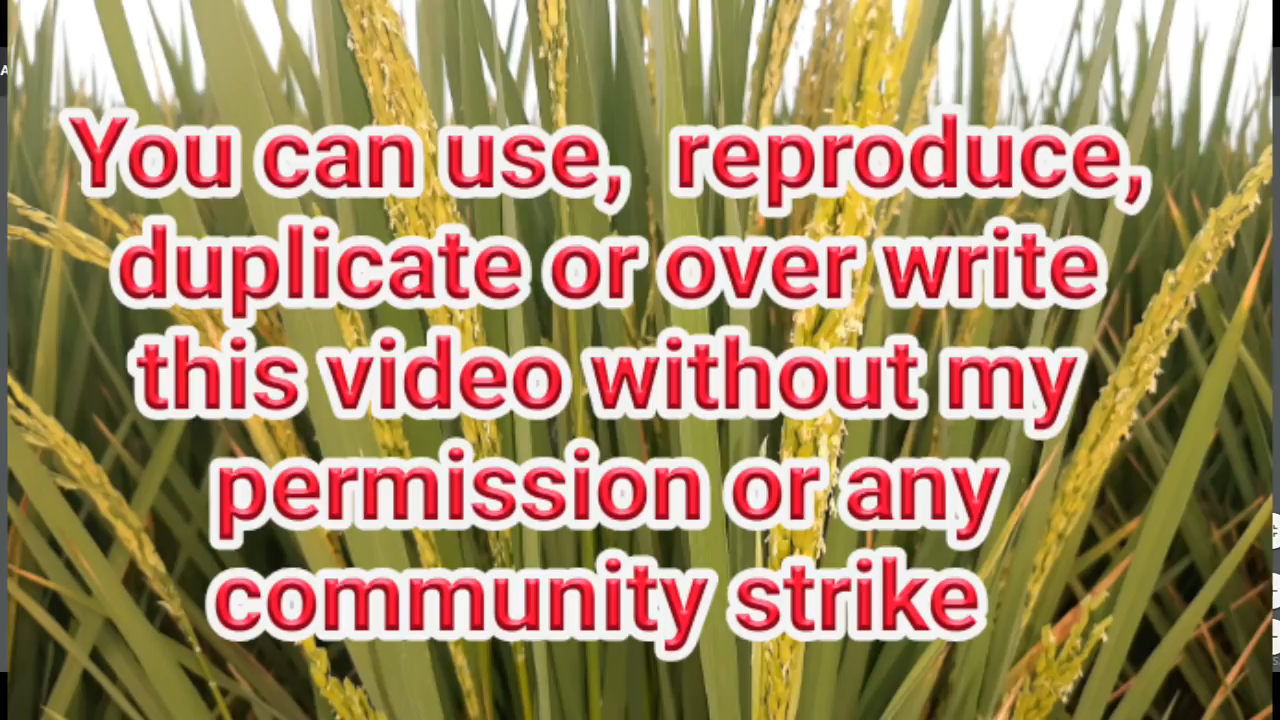 You can use, reproduce,
duplicate or over write
this video without my
permission or any
community strike